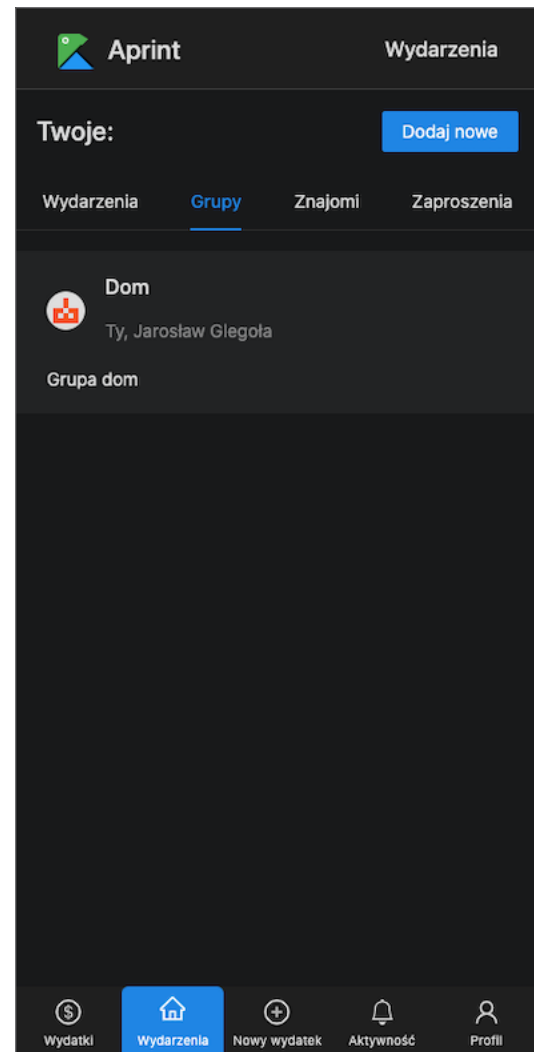 Aprint Wydarzenia
Twoje: Dodaj nowe
Wydarzenia Grupy Znajomi Zaproszenia
Dom
Ty, Jarosław Glegoła
Grupa dom
Wydatki Wydarzenia Nowy wydatek Aktywność Profil